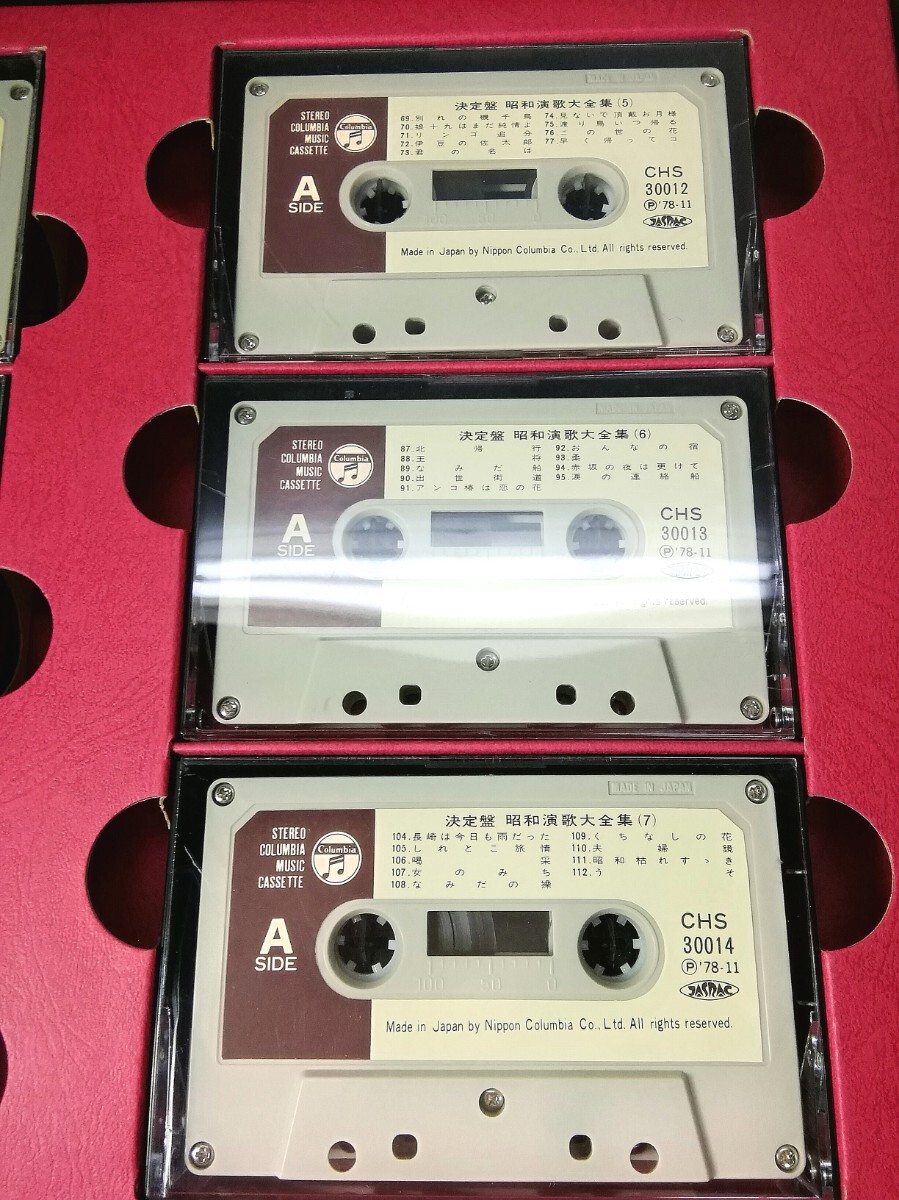 MADE IN JAPAN
決定盤 昭和演歌大全集(5)
STEREO
COLUMBIA
MUSIC
CASSETTE
Columbia
69.別れの磯千鳥
70.娘十九はまだ純情よ
71.リンゴ追分
72.伊豆の佐太郎
73.君の名は
74.見ないで頂戴お月様
75.渡り鳥いつ帰る
76.この世の花
77.早く帰ってコ
A
SIDE
100 50 0
CHS
30012
Ⓟ'78-11
JASRAC
Made in Japan by Nippon Columbia Co., Ltd. All rights reserved.
MADE IN JAPAN
決定盤 昭和演歌大全集(6)
STEREO
COLUMBIA
MUSIC
CASSETTE
Columbia
87.北帰行
88.王将
89.なみだ船
90.出世街道
91.アンコ椿は恋の花
92.おんなの宿
93.柔
94.赤坂の夜は更けて
95.涙の連絡船
A
SIDE
CHS
30013
Ⓟ'78-11
reserved.
MADE IN JAPAN
決定盤 昭和演歌大全集(7)
STEREO
COLUMBIA
MUSIC
CASSETTE
Columbia
104.長崎は今日も雨だった
105.しれとこ旅情
106.喝采
107.女のみち
108.なみだの操
109.くちなしの花
110.夫婦鏡
111.昭和枯れすゝき
112.うそ
A
SIDE
100 50 0
CHS
30014
Ⓟ'78-11
JASRAC
Made in Japan by Nippon Columbia Co., Ltd. All rights reserved.